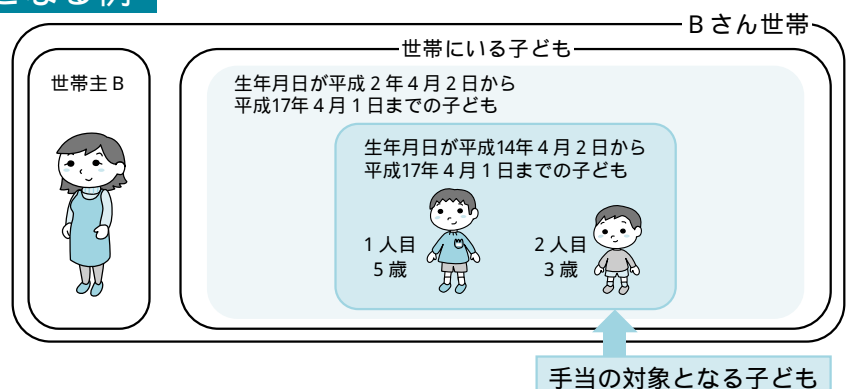 となる例
Bさん世帯
世帯にいる子ども
世帯主B
生年月日が平成2年4月2日から
平成17年4月1日までの子ども
生年月日が平成14年4月2日から
平成17年4月1日までの子ども
1人目
5歳
2人目
3歳
手当の対象となる子ども